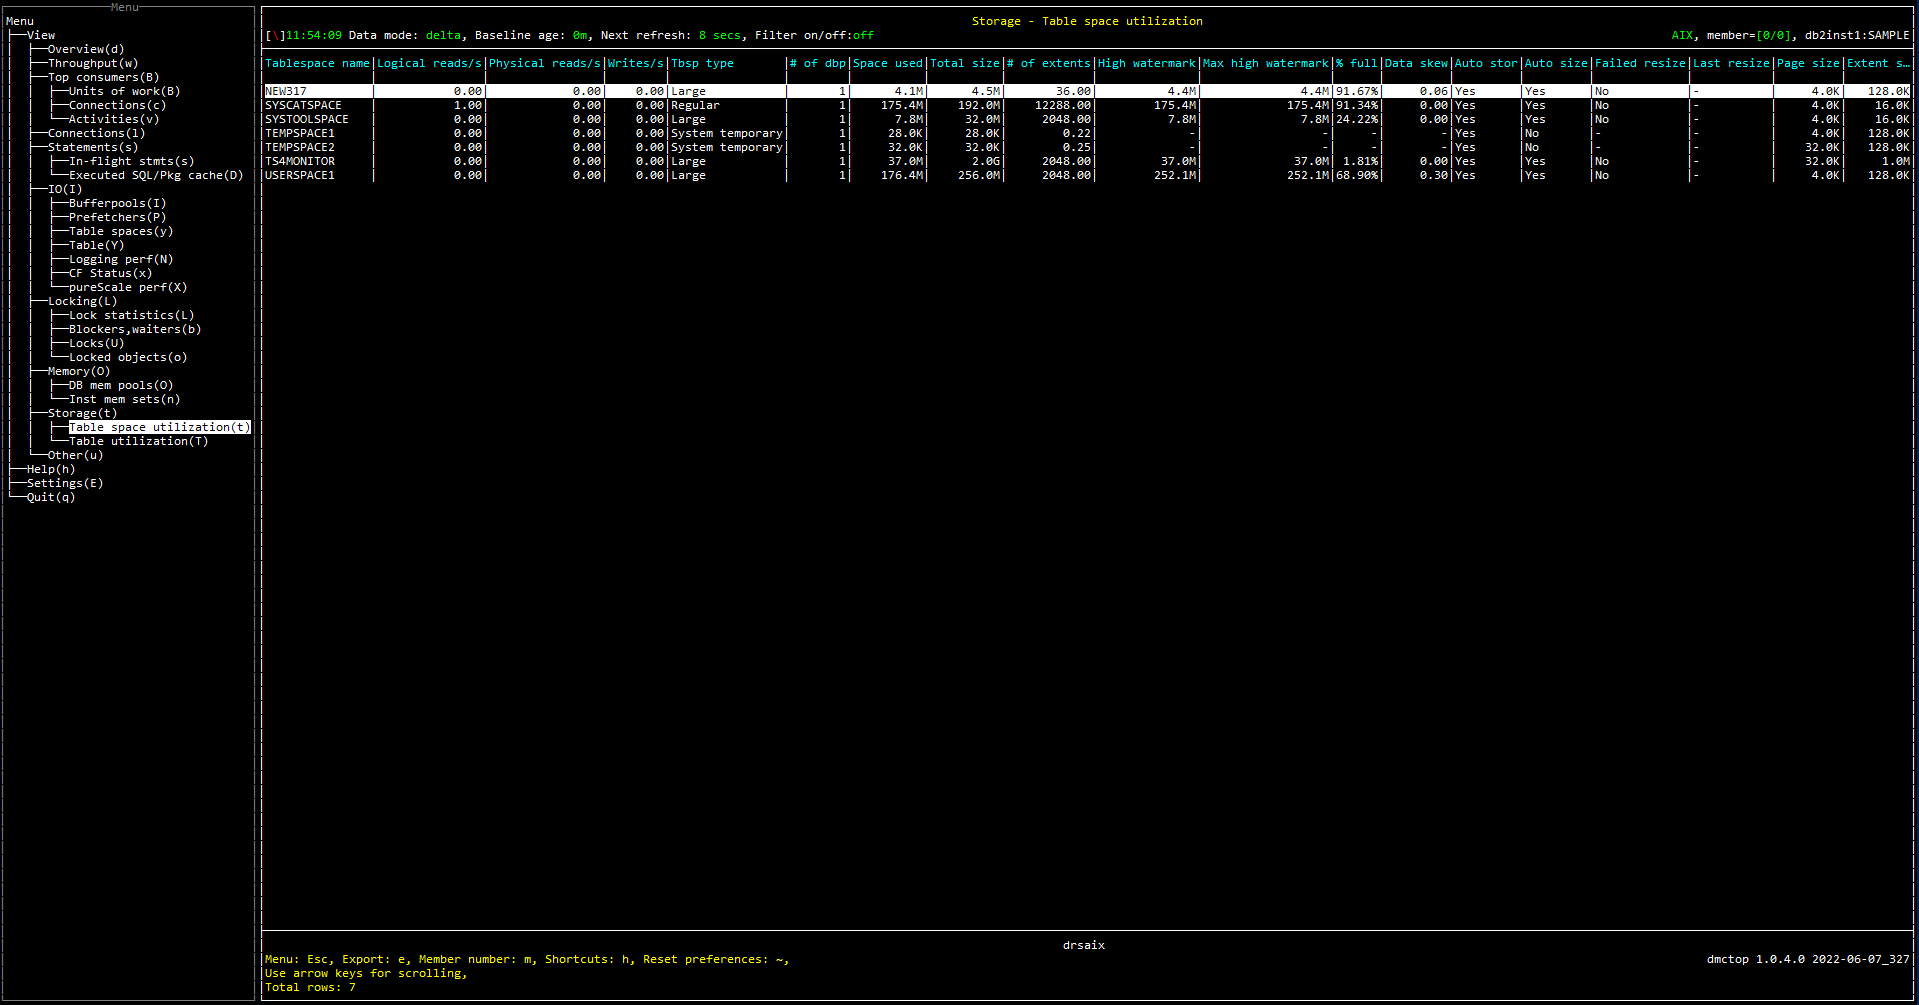 Menu
Menu
View
Overview(d)
Throughput(w)
Top consumers(B)
Units of work(B)
Connections(c)
Activities(v)
Connections(l)
Statements(s)
In-flight stmts(s)
Executed SQL/Pkg cache(D)
IO(I)
Bufferpools(I)
Prefetchers(P)
Table spaces(y)
Table(Y)
Logging perf(N)
CF Status(x)
pureScale perf(X)
Locking(L)
Lock statistics(L)
Blockers,waiters(b)
Locks(U)
Locked objects(o)
Memory(O)
DB mem pools(O)
Inst mem sets(n)
Storage(t)
Table space utilization(t)
Table utilization(T)
Other(u)
Help(h)
Settings(E)
Quit(q)
Storage - Table space utilization
[\]11:54:09 Data mode: delta, Baseline age: 0m, Next refresh: 8 secs, Filter on/off:off AIX, member=[0/0], db2inst1:SAMPLE
Tablespace name|Logical reads/s|Physical reads/s|Writes/s|Tbsp type |# of dbp|Space used|Total size|# of extents|High watermark|Max high watermark|% full|Data skew|Auto stor|Auto size|Failed resize|Last resize|Page size|Extent s…
NEW317 | 0.00| 0.00| 0.00|Large | 1| 4.1M| 4.5M| 36.00| 4.4M| 4.4M|91.67%| 0.06|Yes |Yes |No |- | 4.0K| 128.0K
SYSCATSPACE | 1.00| 0.00| 0.00|Regular | 1| 175.4M| 192.0M| 12288.00| 175.4M| 175.4M|91.34%| 0.00|Yes |Yes |No |- | 4.0K| 16.0K
SYSTOOLSPACE | 0.00| 0.00| 0.00|Large | 1| 7.8M| 32.0M| 2048.00| 7.8M| 7.8M|24.22%| 0.00|Yes |Yes |No |- | 4.0K| 16.0K
TEMPSPACE1 | 0.00| 0.00| 0.00|System temporary| 1| 28.0K| 28.0K| 0.22| -| -| -| -|Yes |No |- |- | 4.0K| 128.0K
TEMPSPACE2 | 0.00| 0.00| 0.00|System temporary| 1| 32.0K| 32.0K| 0.25| -| -| -| -|Yes |No |- |- | 32.0K| 128.0K
TS4MONITOR | 0.00| 0.00| 0.00|Large | 1| 37.0M| 2.0G| 2048.00| 37.0M| 37.0M| 1.81%| 0.00|Yes |Yes |No |- | 32.0K| 1.0M
USERSPACE1 | 0.00| 0.00| 0.00|Large | 1| 176.4M| 256.0M| 2048.00| 252.1M| 252.1M|68.90%| 0.30|Yes |Yes |No |- | 4.0K| 128.0K
drsaix
Menu: Esc, Export: e, Member number: m, Shortcuts: h, Reset preferences: ~, dmctop 1.0.4.0 2022-06-07_327
Use arrow keys for scrolling,
Total rows: 7